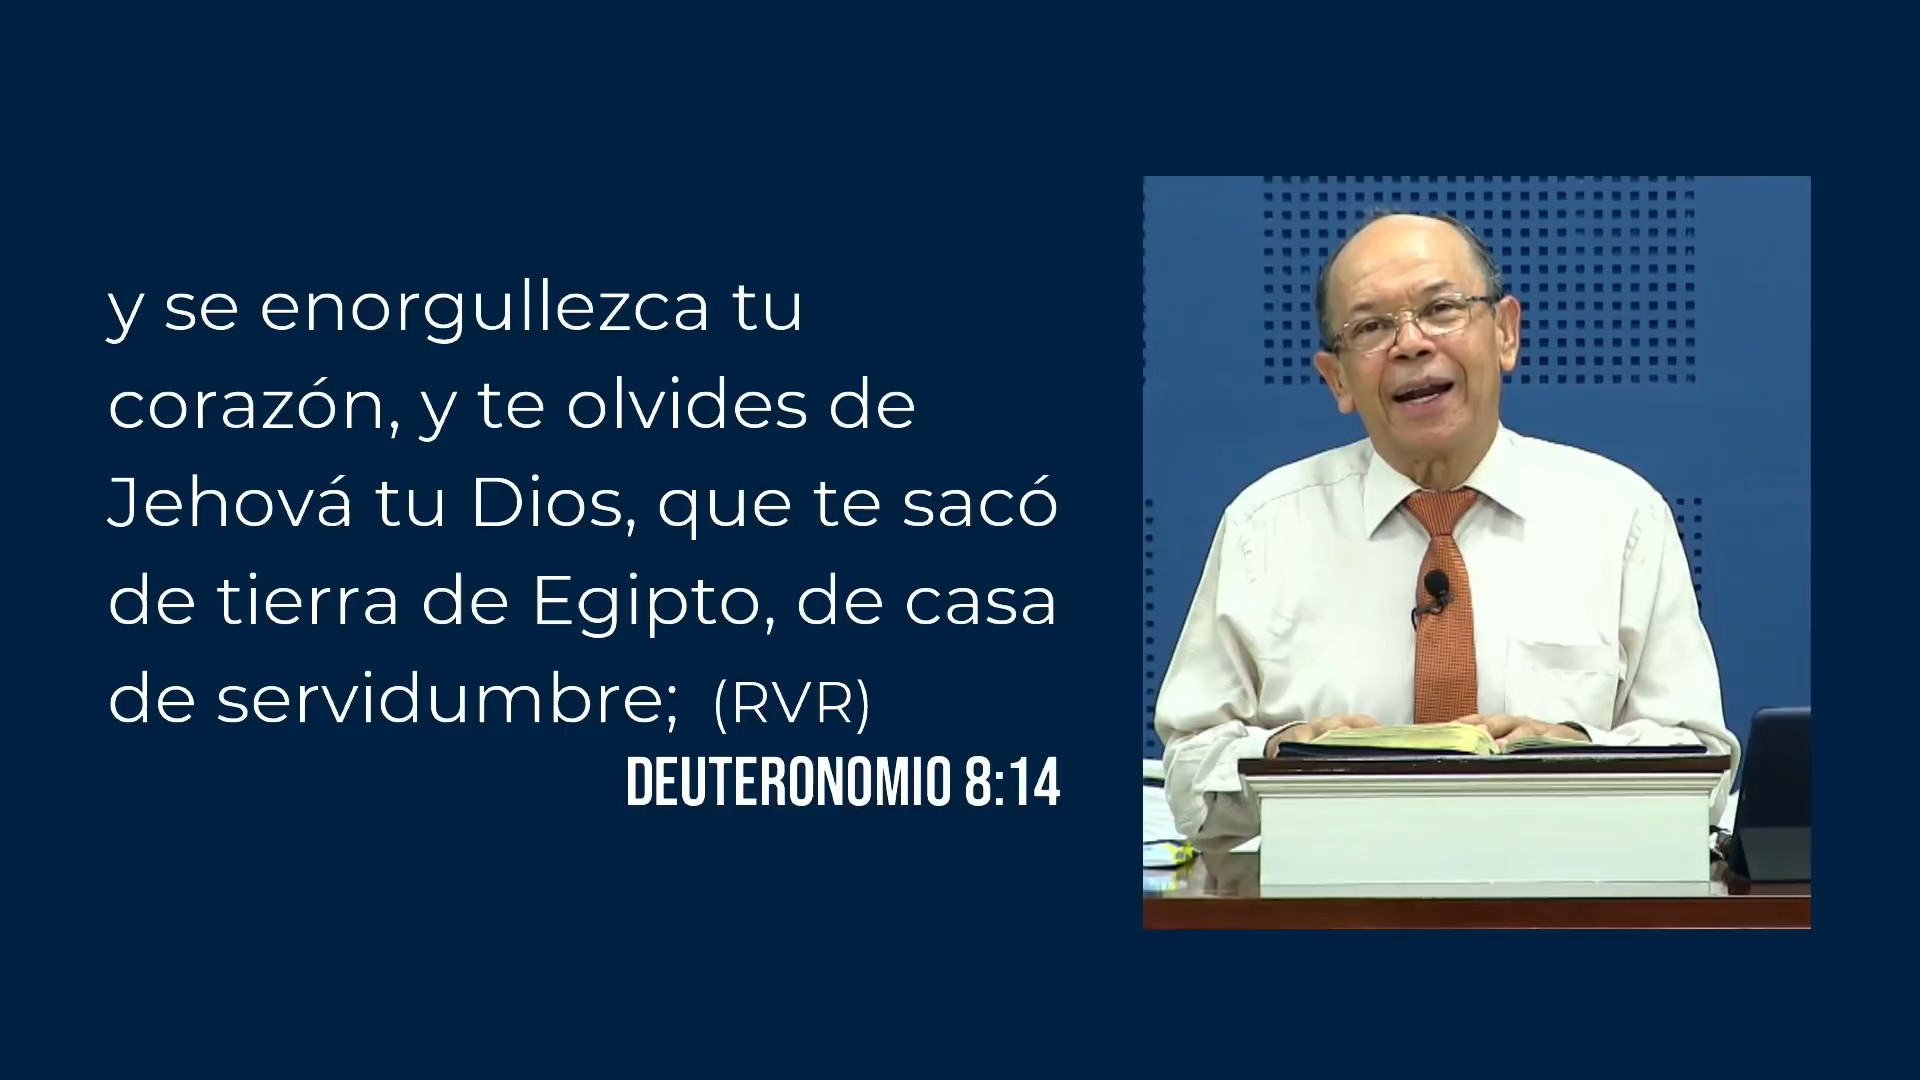 y se enorgullezca tu
corazón, y te olvides de
Jehová tu Dios, que te sacó
de tierra de Egipto, de casa
de servidumbre; (RVR)
DEUTERONOMIO 8:14